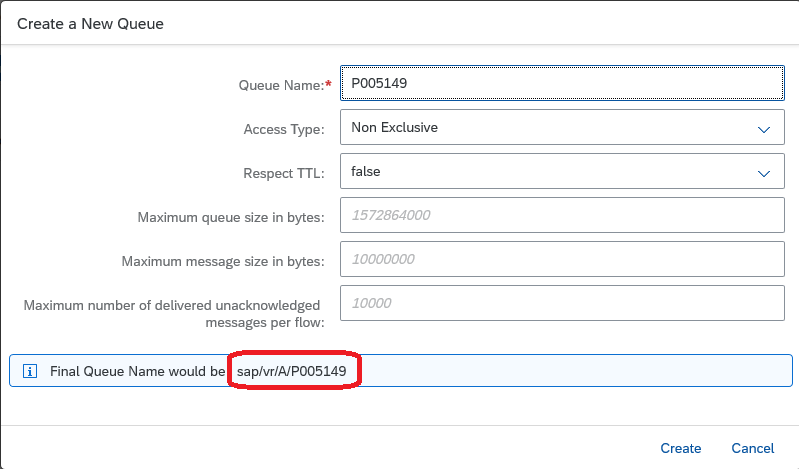 Create a New Queue
Queue Name:* P005149
Access Type: Non Exclusive
Respect TTL: false
Maximum queue size in bytes: 1572864000
Maximum message size in bytes: 10000000
Maximum number of delivered unacknowledged
messages per flow: 10000
Final Queue Name would be sap/vr/A/P005149
Create Cancel